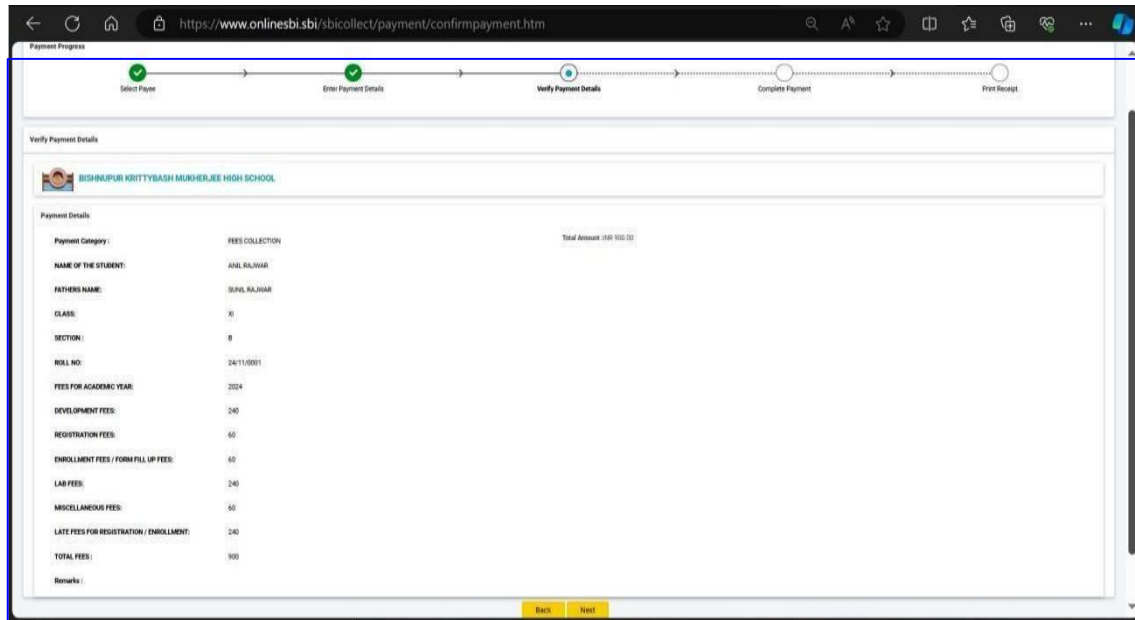 https://www.onlinesbi.sbi/sbicollect/payment/confirmpayment.htm
Payment Progress
Select Payee Enter Payment Details Verify Payment Details Complete Payment Print Receipt
Verify Payment Details
BISHNUPUR KRITTYBASH MUKHERJEE HIGH SCHOOL
Payment Details
Payment Category : FEES COLLECTION Total Amount :INR 900.00
NAME OF THE STUDENT: ANIL RAJWAR
FATHERS NAME: SUNIL RAJWAR
CLASS: XI
SECTION : B
ROLL NO: 24/11/0001
FEES FOR ACADEMIC YEAR: 2024
DEVELOPMENT FEES: 240
REGISTRATION FEES: 60
ENROLLMENT FEES / FORM FILL UP FEES: 60
LAB FEES: 240
MISCELLANEOUS FEES: 60
LATE FEES FOR REGISTRATION / ENROLLMENT: 240
TOTAL FEES : 900
Remarks :
Back Next